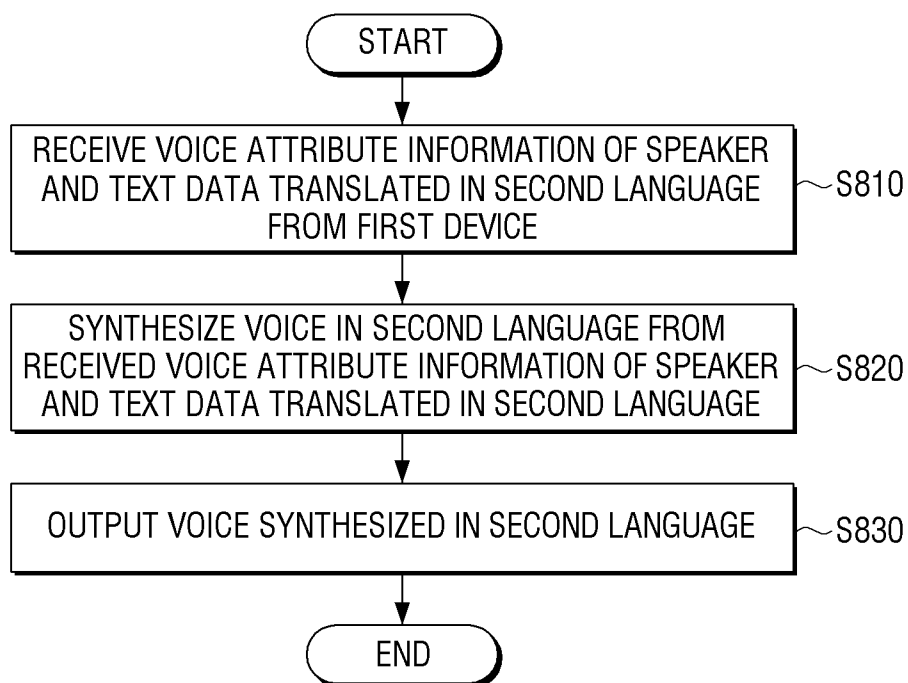 START
RECEIVE VOICE ATTRIBUTE INFORMATION OF SPEAKER
AND TEXT DATA TRANSLATED IN SECOND LANGUAGE
FROM FIRST DEVICE
S810
SYNTHESIZE VOICE IN SECOND LANGUAGE FROM
RECEIVED VOICE ATTRIBUTE INFORMATION OF SPEAKER
AND TEXT DATA TRANSLATED IN SECOND LANGUAGE
S820
OUTPUT VOICE SYNTHESIZED IN SECOND LANGUAGE
S830
END